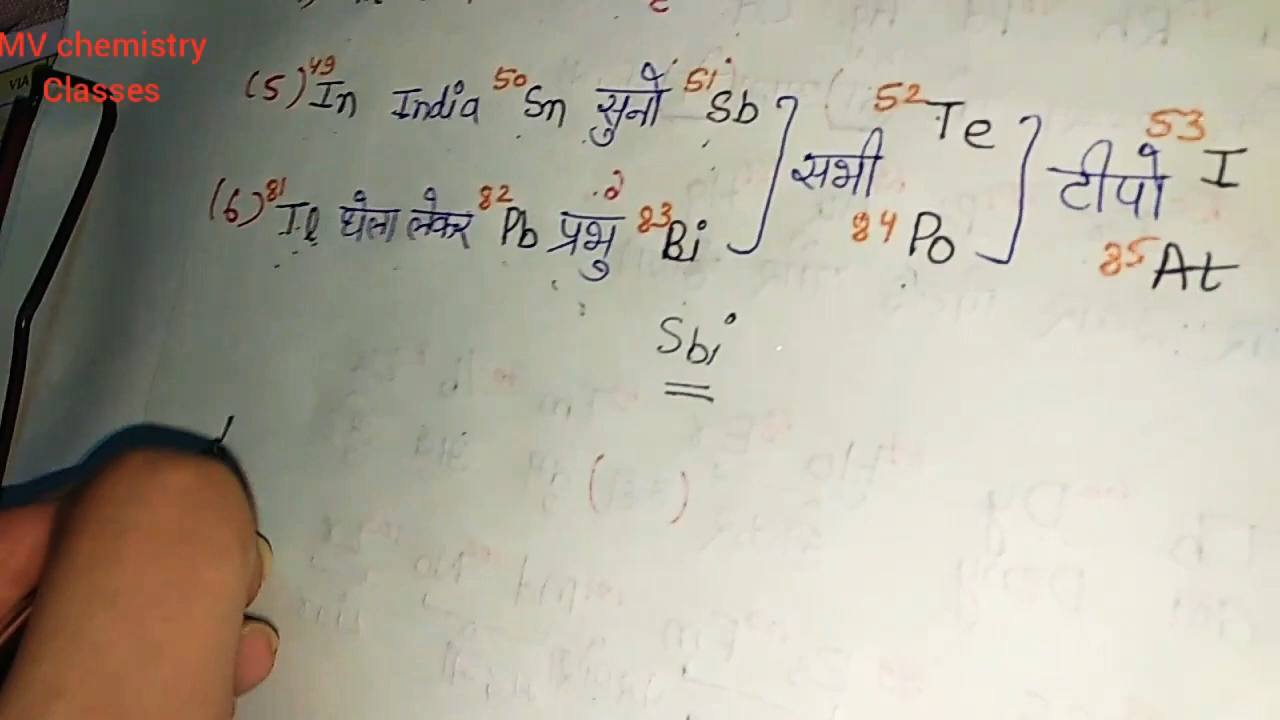 MV chemistry
Classes
VIA
(5) 49In India 50Sn सुनो 51Sb ] सभी 52Te ] टीपो 53I
(6) 81Tl थैला लेकर 82Pb प्रभु 83Bi 84Po 85At
Sbi
( )